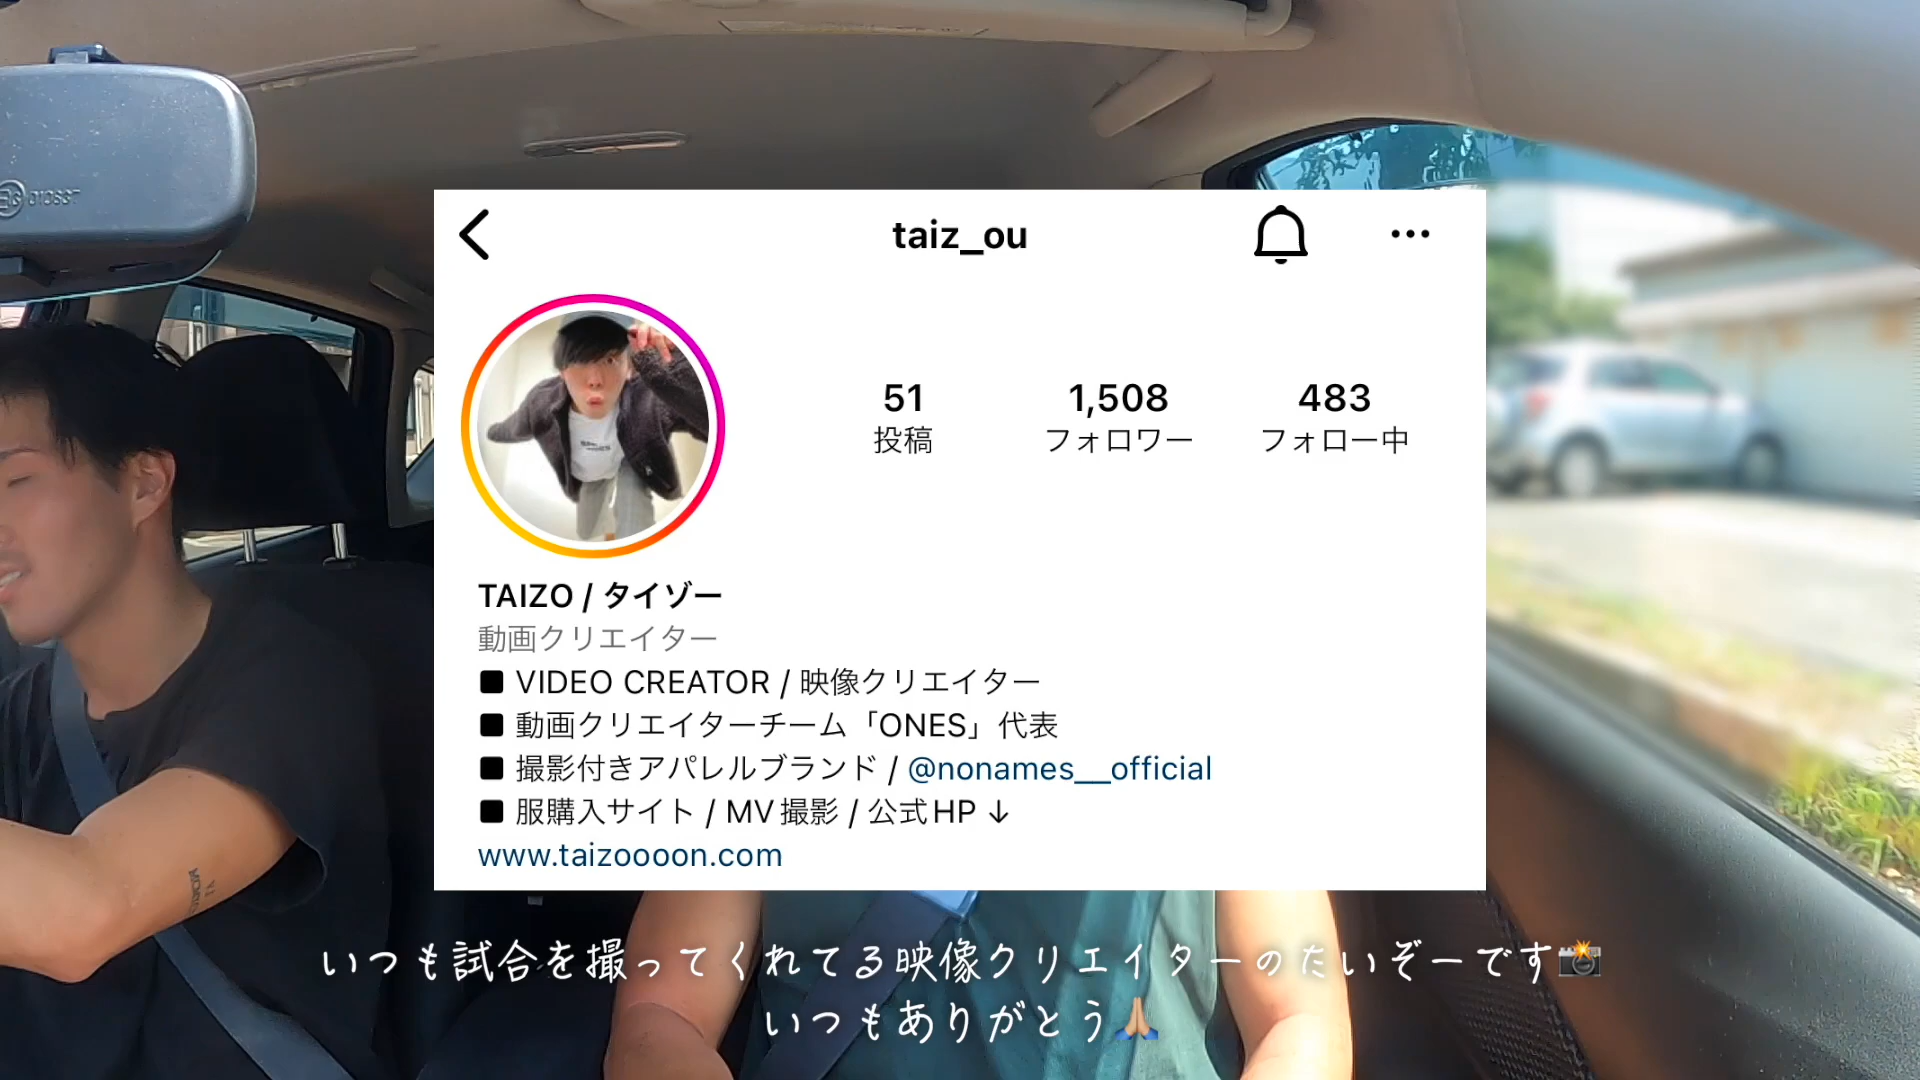 taiz_ou
51
1,508
483
投稿
フォロワー
フォロー中
TAIZO / タイゾー
動画クリエイター
■ VIDEO CREATOR / 映像クリエイター
■ 動画クリエイターチーム「ONES」代表
■ 撮影付きアパレルブランド / @nonames__official
■ 服購入サイト / MV撮影 / 公式HP ↓
www.taizoooon.com
いつも試合を撮ってくれてる映像クリエイターのたいぞーです📸
いつもありがとう🙏🏽